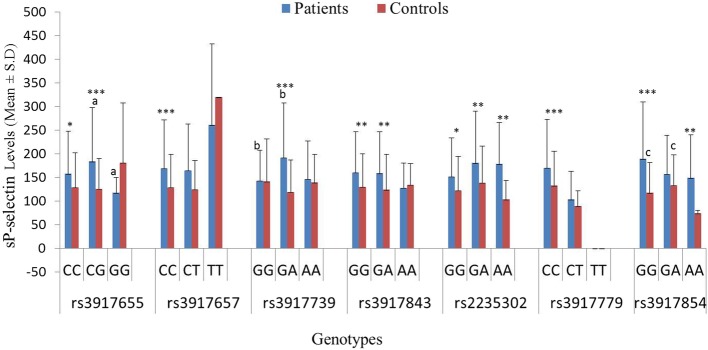 Patients Controls
sP-selectin Levels (Mean ± S.D)
500
450
400
350
300
250
200
150
100
50
0
-50
* *** a a *** b *** b ** ** * ** ** *** *** c c **
CC CG GG CC CT TT GG GA AA GG GA AA GG GA AA CC CT TT GG GA AA
rs3917655 rs3917657 rs3917739 rs3917843 rs2235302 rs3917779 rs3917854
Genotypes